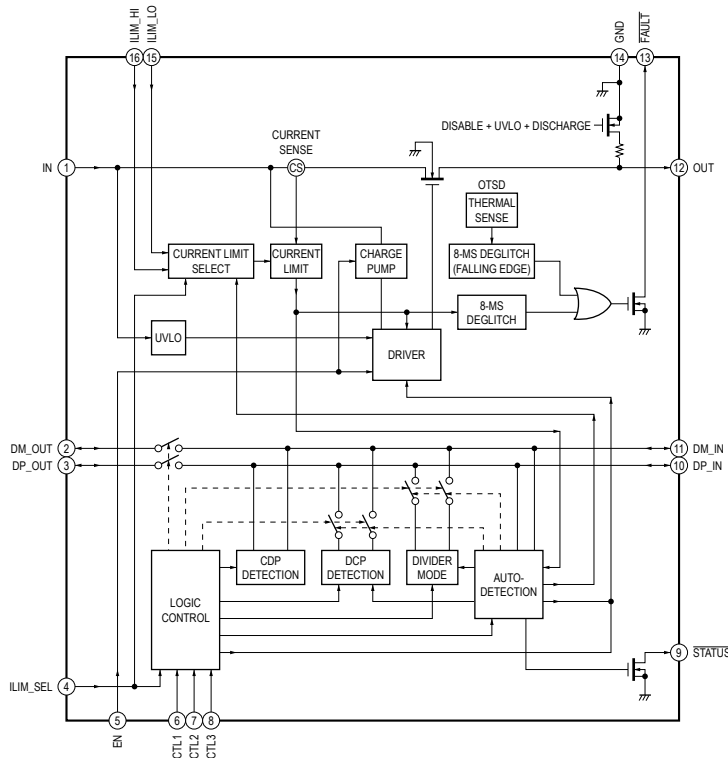 ILIM_HI
ILIM_LO
GND
FAULT
16
15
14
13
DISABLE + UVLO + DISCHARGE
CURRENT
SENSE
IN
1
CS
12
OUT
OTSD
THERMAL
SENSE
CURRENT LIMIT
SELECT
CURRENT
LIMIT
CHARGE
PUMP
8-MS DEGLITCH
(FALLING EDGE)
8-MS
DEGLITCH
UVLO
DRIVER
DM_OUT
2
11
DM_IN
DP_OUT
3
10
DP_IN
LOGIC
CONTROL
CDP
DETECTION
DCP
DETECTION
DIVIDER
MODE
AUTO-
DETECTION
9
STATUS
ILIM_SEL
4
5
6
7
8
EN
CTL1
CTL2
CTL3